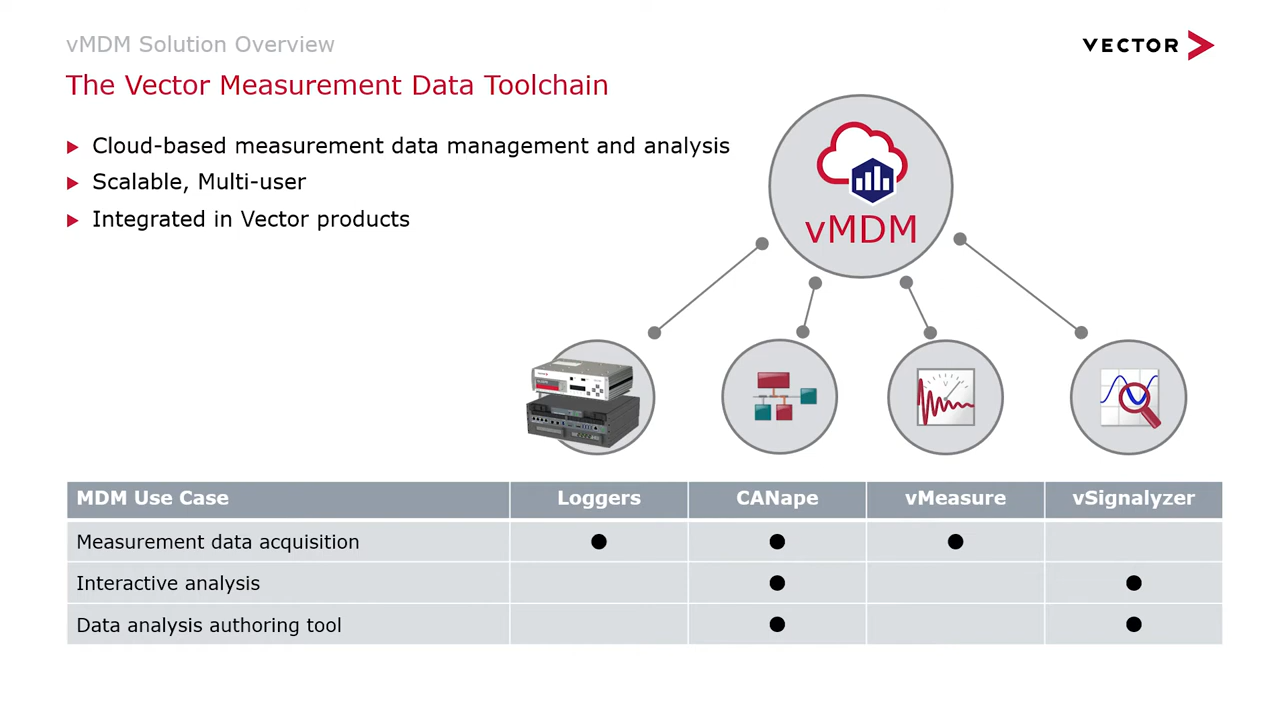 vMDM Solution Overview
VECTOR
The Vector Measurement Data Toolchain
Cloud-based measurement data management and analysis
Scalable, Multi-user
Integrated in Vector products
vMDM
MDM Use Case Loggers CANape vMeasure vSignalyzer
Measurement data acquisition ● ● ●
Interactive analysis ● ●
Data analysis authoring tool ● ●